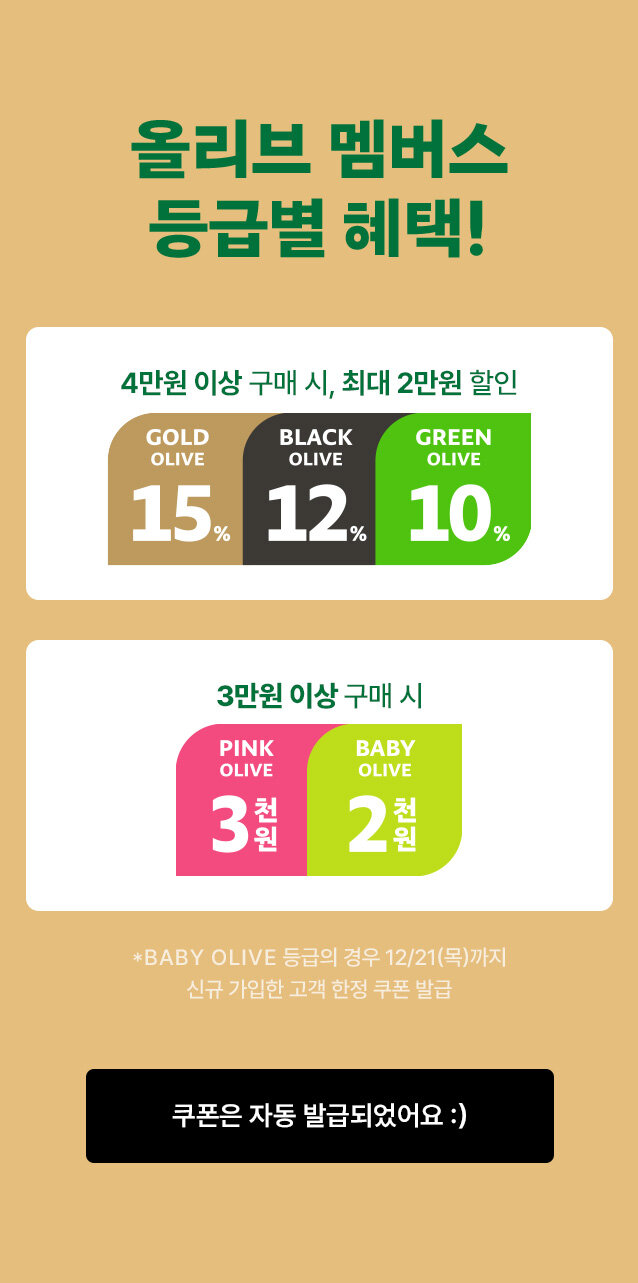 올리브 멤버스
등급별 혜택!
4만원 이상 구매 시, 최대 2만원 할인
GOLD
OLIVE
15%
BLACK
OLIVE
12%
GREEN
OLIVE
10%
3만원 이상 구매 시
PINK
OLIVE
3천원
BABY
OLIVE
2천원
*BABY OLIVE 등급의 경우 12/21(목)까지
신규 가입한 고객 한정 쿠폰 발급
쿠폰은 자동 발급되었어요 :)